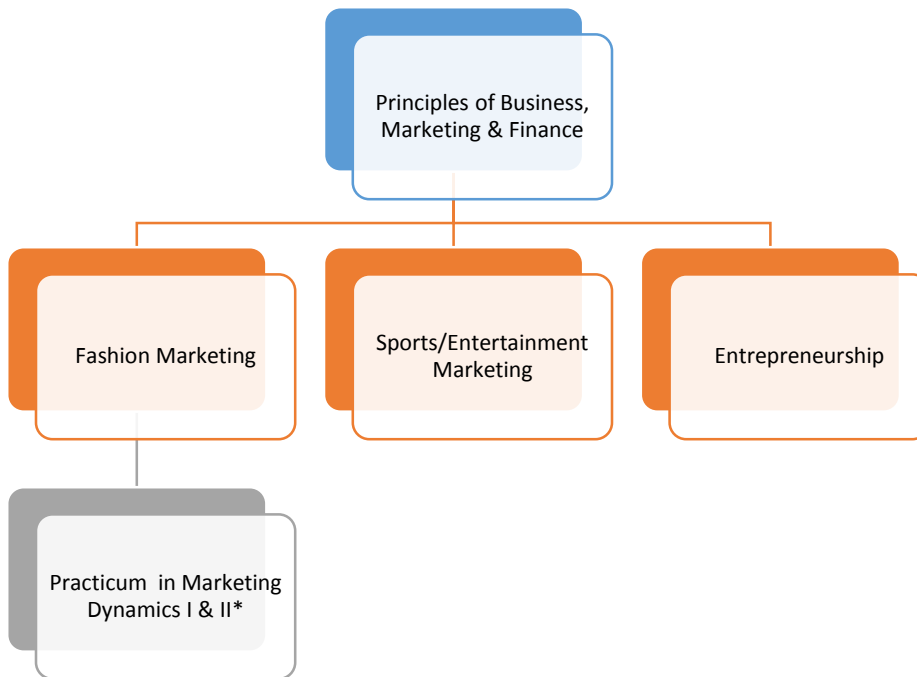 Principles of Business,
Marketing & Finance
Fashion Marketing
Sports/Entertainment
Marketing
Entrepreneurship
Practicum  in Marketing
Dynamics I & II*